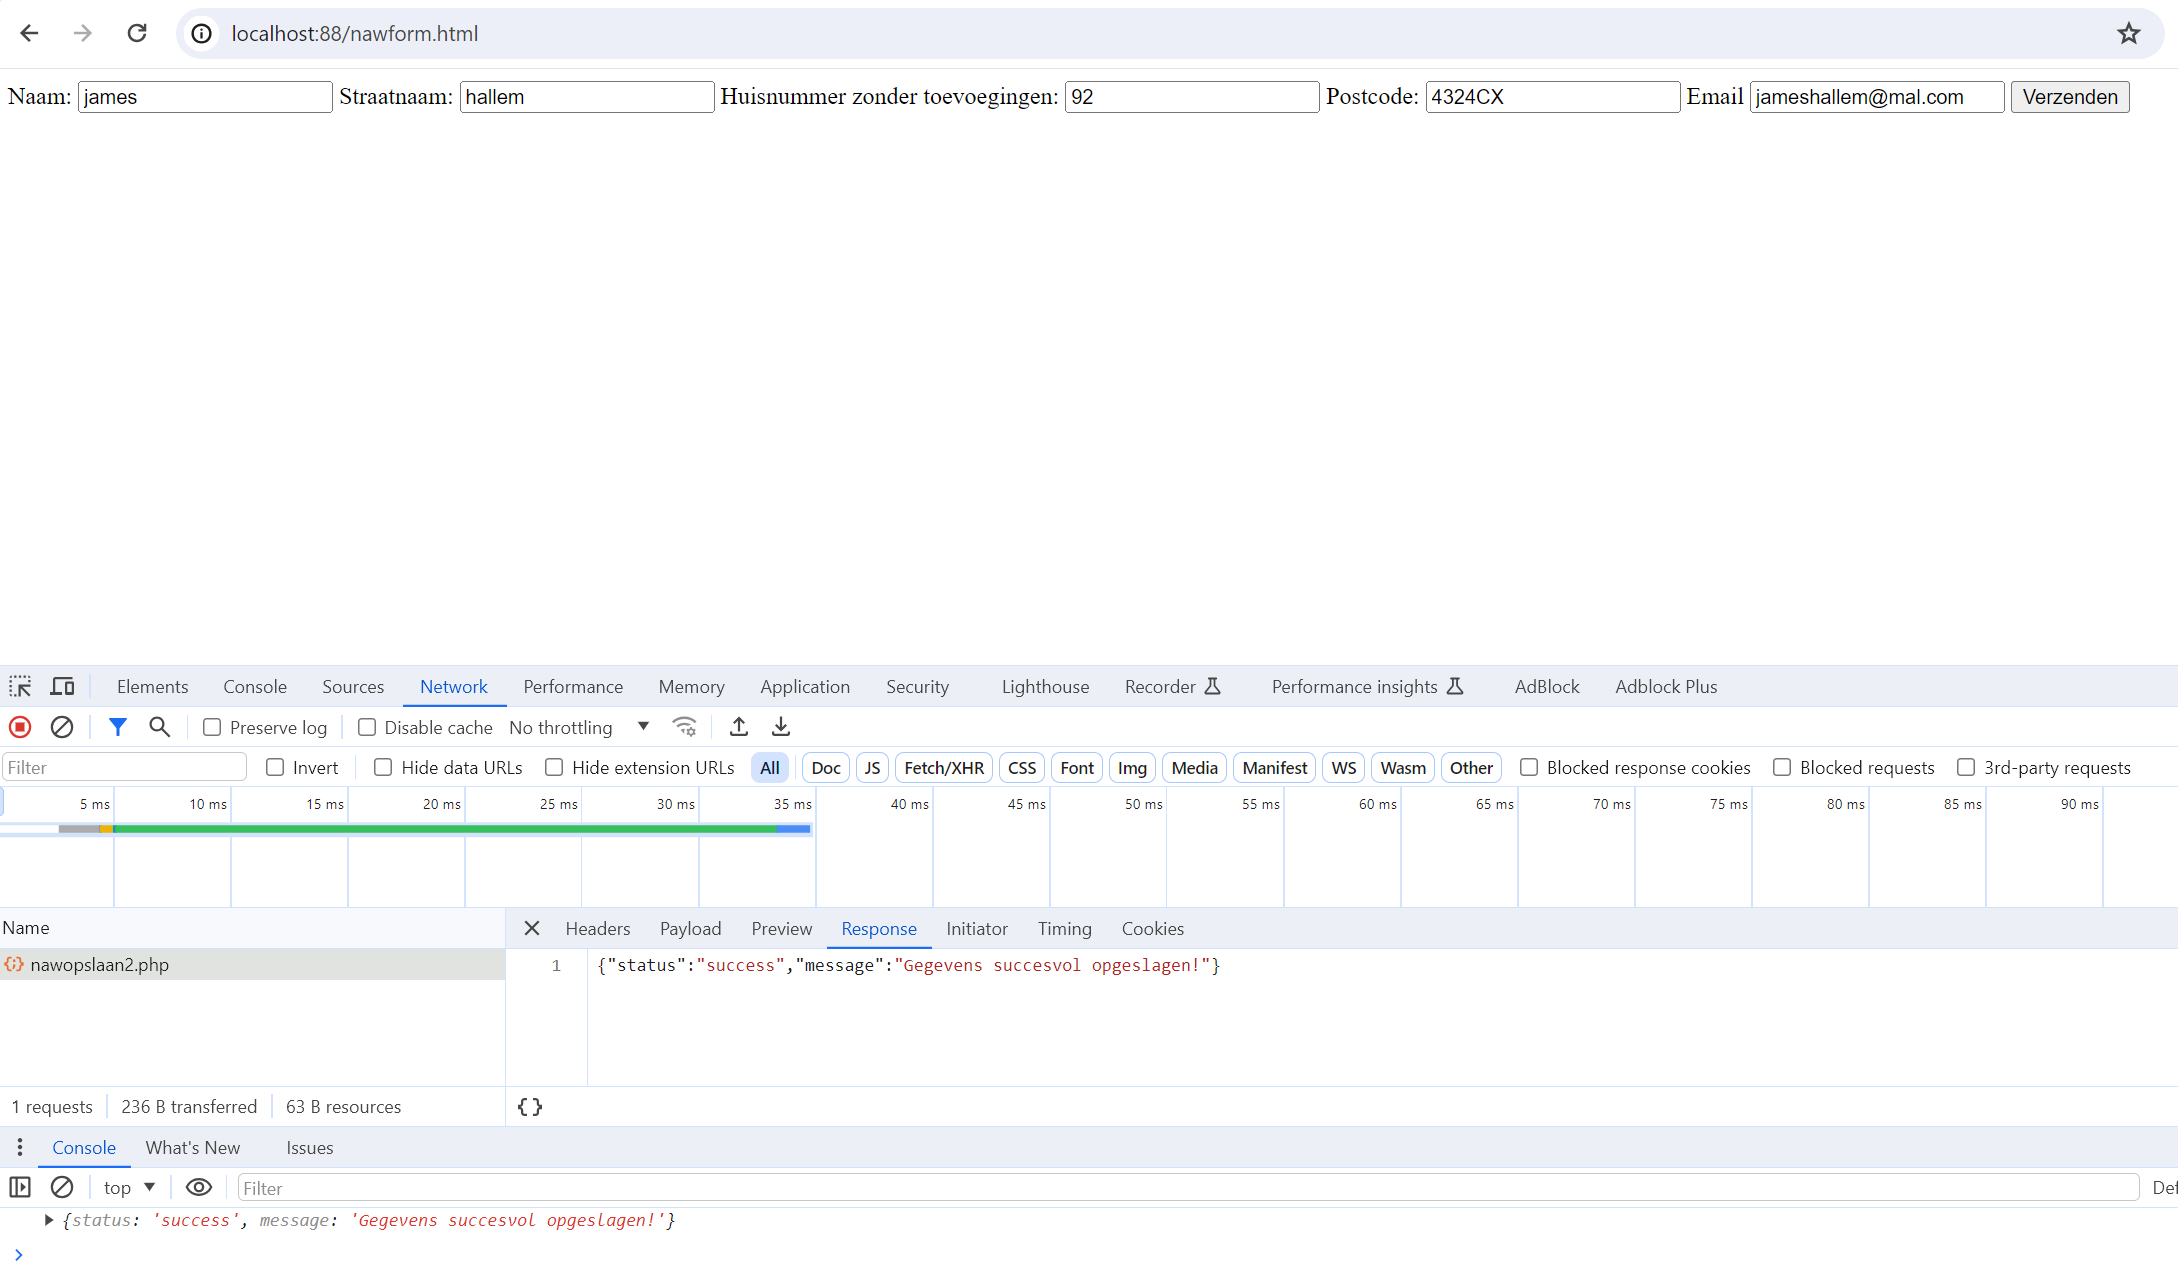 localhost:88/nawform.html
Naam: james Straatnaam: hallem Huisnummer zonder toevoegingen: 92 Postcode: 4324CX Email jameshallem@mal.com Verzenden
Elements Console Sources Network Performance Memory Application Security Lighthouse Recorder Performance insights AdBlock Adblock Plus
Preserve log Disable cache No throttling
Filter Invert Hide data URLs Hide extension URLs All Doc JS Fetch/XHR CSS Font Img Media Manifest WS Wasm Other Blocked response cookies Blocked requests 3rd-party requests
5 ms 10 ms 15 ms 20 ms 25 ms 30 ms 35 ms 40 ms 45 ms 50 ms 55 ms 60 ms 65 ms 70 ms 75 ms 80 ms 85 ms 90 ms
Name Headers Payload Preview Response Initiator Timing Cookies
nawopslaan2.php 1 {"status":"success","message":"Gegevens succesvol opgeslagen!"}
1 requests 236 B transferred 63 B resources {}
Console What's New Issues
top Filter Def
{status: 'success', message: 'Gegevens succesvol opgeslagen!'}